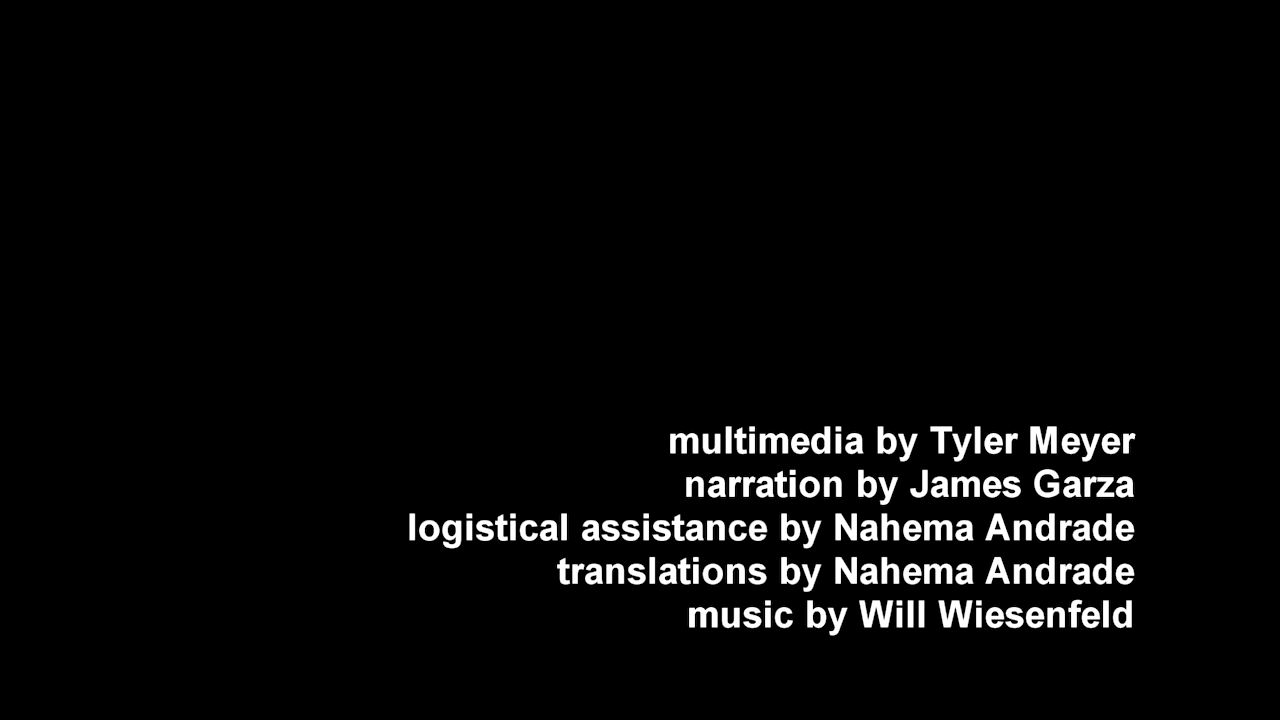 multimedia by Tyler Meyer
narration by James Garza
logistical assistance by Nahema Andrade
translations by Nahema Andrade
music by Will Wiesenfeld